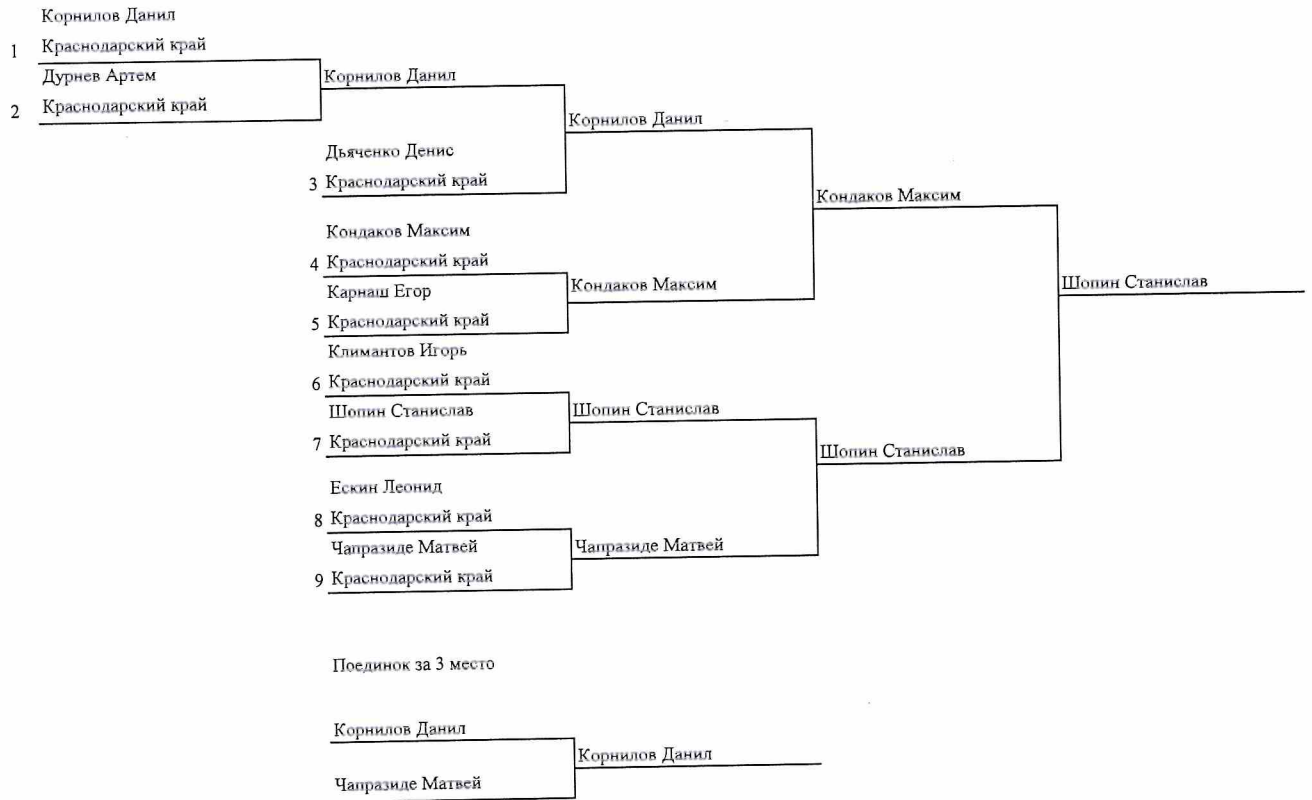 Корнилов Данил
1 Краснодарский край
Дурнев Артем
2 Краснодарский край
Корнилов Данил
Дьяченко Денис
3 Краснодарский край
Корнилов Данил
Кондаков Максим
4 Краснодарский край
Карнаш Егор
5 Краснодарский край
Кондаков Максим
Кондаков Максим
Климантов Игорь
6 Краснодарский край
Шопин Станислав
7 Краснодарский край
Шопин Станислав
Ескин Леонид
8 Краснодарский край
Чапразиде Матвей
9 Краснодарский край
Чапразиде Матвей
Шопин Станислав
Шопин Станислав
Поединок за 3 место
Корнилов Данил
Чапразиде Матвей
Корнилов Данил